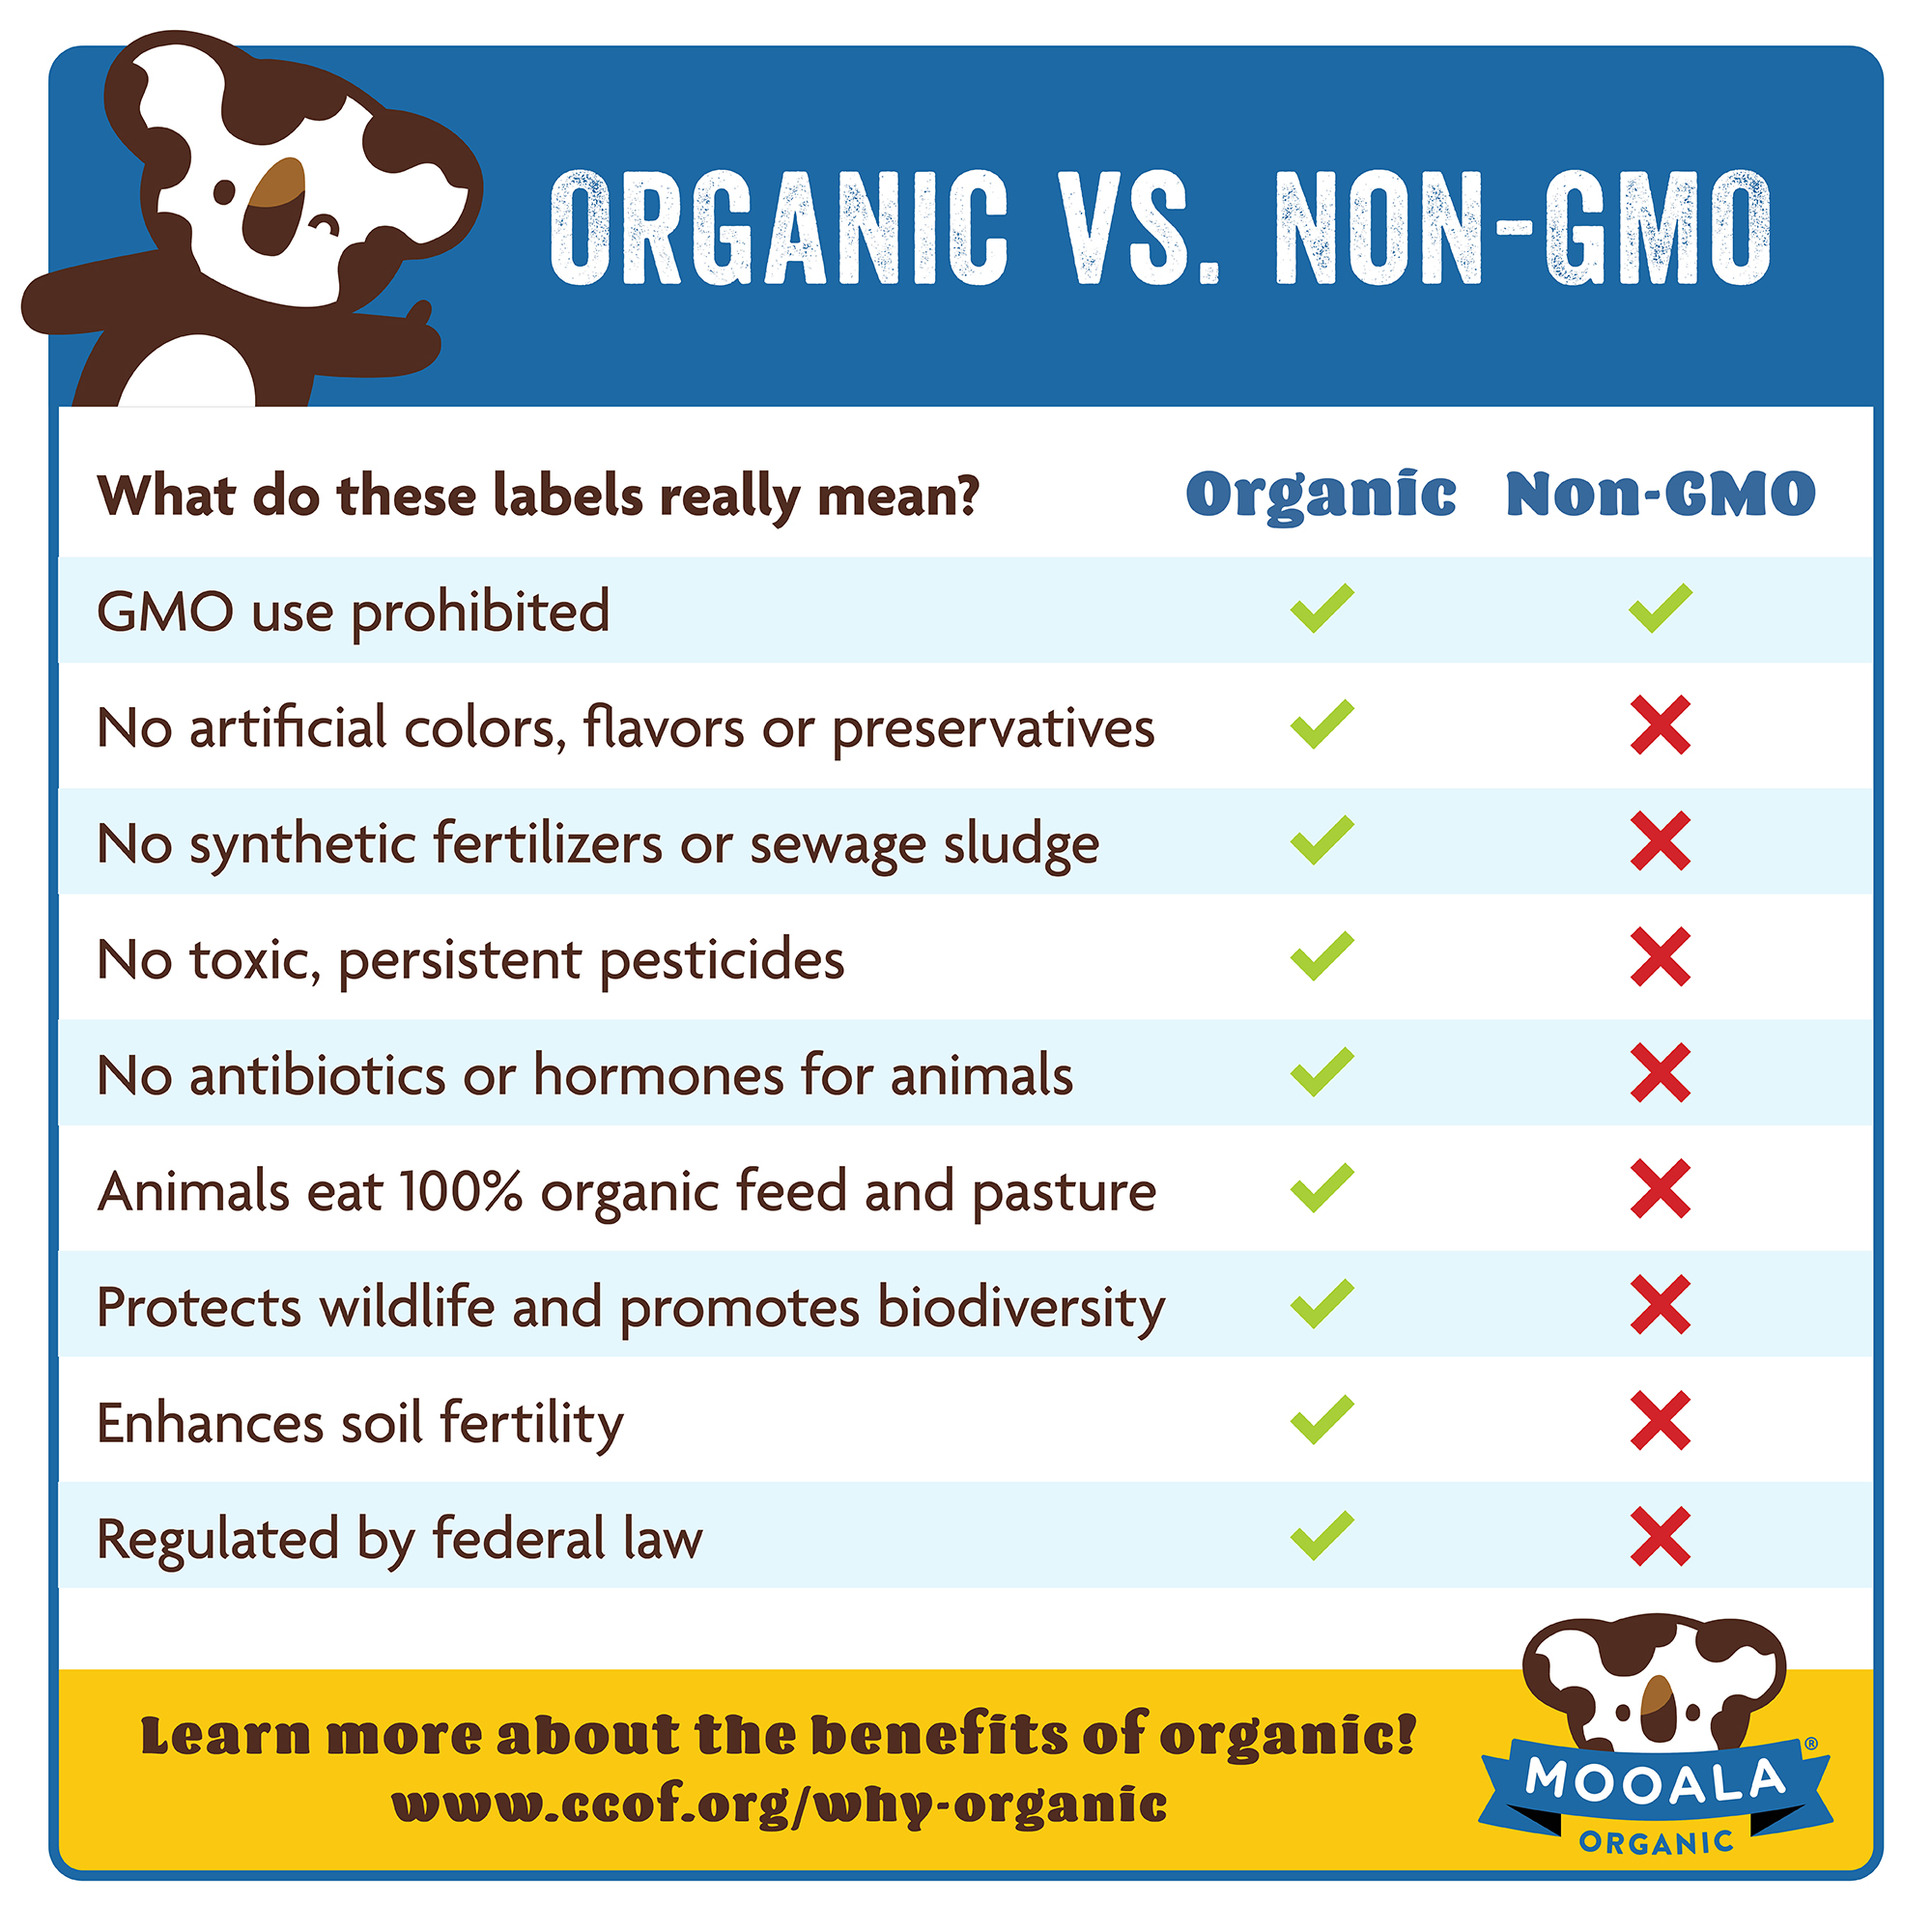 ORGANIC VS. NON-GMO
What do these labels really mean? Organic Non-GMO
GMO use prohibited
No artificial colors, flavors or preservatives
No synthetic fertilizers or sewage sludge
No toxic, persistent pesticides
No antibiotics or hormones for animals
Animals eat 100% organic feed and pasture
Protects wildlife and promotes biodiversity
Enhances soil fertility
Regulated by federal law
Learn more about the benefits of organic!
www.ccof.org/why-organic
MOOALA®
ORGANIC